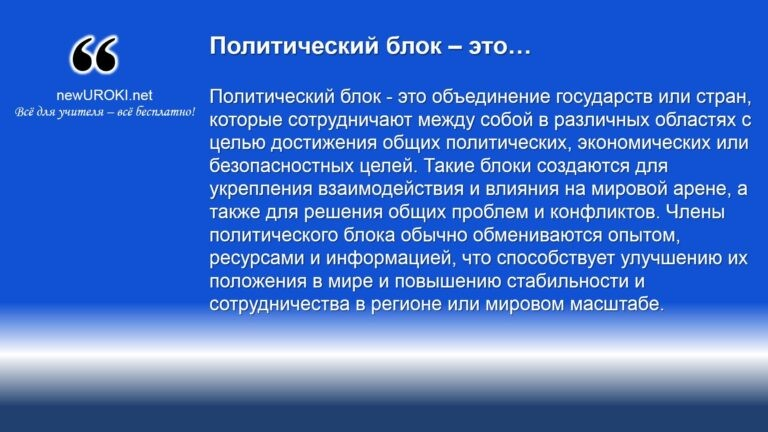 Политический блок – это…
newUROKI.net
Всё для учителя – всё бесплатно!
Политический блок - это объединение государств или стран,
которые сотрудничают между собой в различных областях с
целью достижения общих политических, экономических или
безопасностных целей. Такие блоки создаются для
укрепления взаимодействия и влияния на мировой арене, а
также для решения общих проблем и конфликтов. Члены
политического блока обычно обмениваются опытом,
ресурсами и информацией, что способствует улучшению их
положения в мире и повышению стабильности и
сотрудничества в регионе или мировом масштабе.